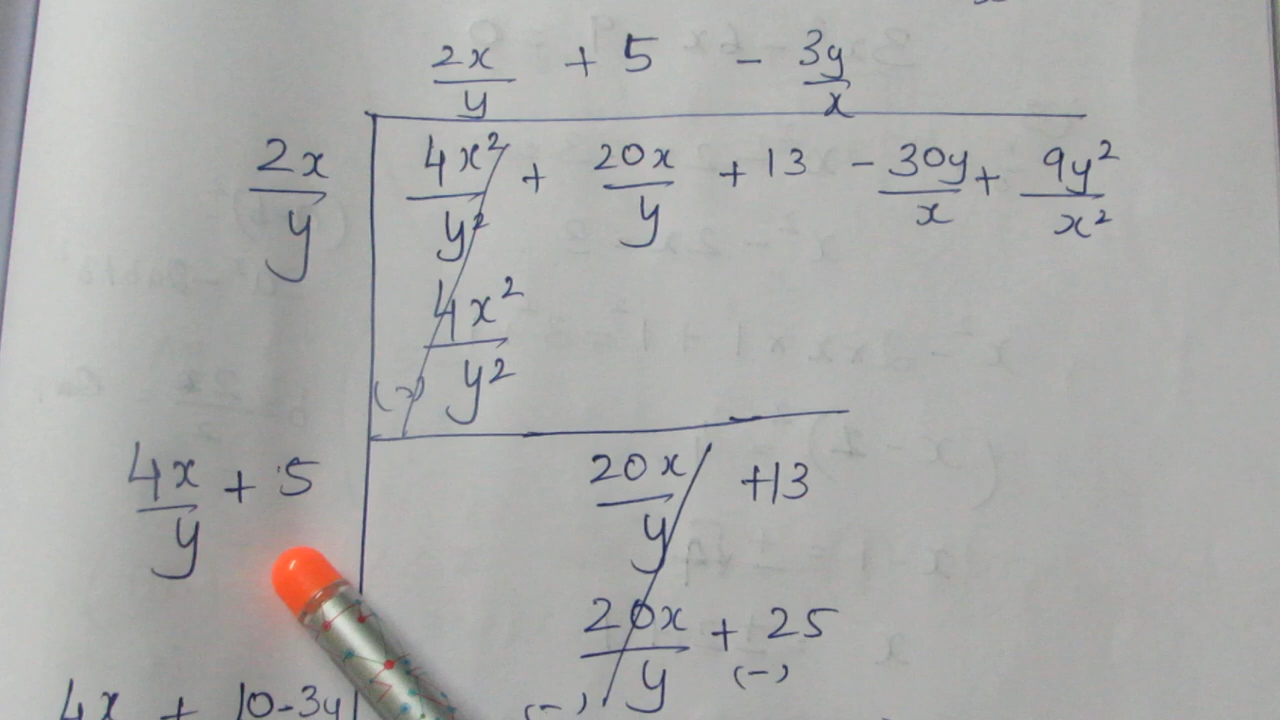 2x/y + 5 - 3y/x
2x/y | 4x²/y² + 20x/y + 13 - 30y/x + 9y²/x²
4x²/y²
(-)
4x/y + 5 | 20x/y + 13
20x/y + 25
(-) (-)
4x + 10 - 3y